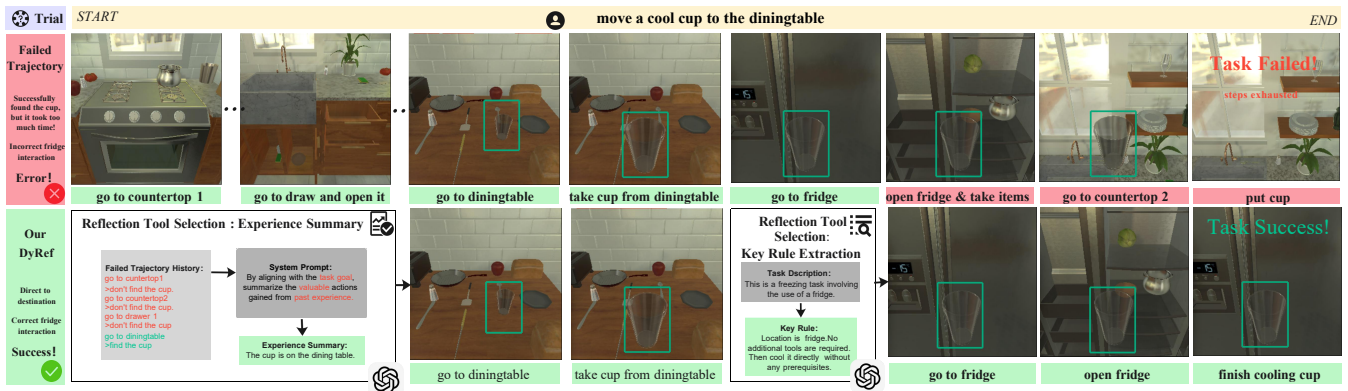 Trial
START
move a cool cup to the diningtable
END
Failed
Trajectory
Successfully
found the cup,
but it took too
much time!
Incorrect fridge
interaction
Error!
...
...
Task Failed!
steps exhausted
go to countertop 1
go to draw and open it
go to diningtable
take cup from diningtable
go to fridge
open fridge & take items
go to countertop 2
put cup
Our
DyRef
Direct to
destination
Correct fridge
interaction
Success!
Reflection Tool Selection : Experience Summary
Failed Trajectory History:
go to cuntertop1
>don't find the cup.
go to countertop2
>don't find the cup.
go to drawer 1
>don't find the cup
go to diningtable
>find the cup
System Prompt:
By aligning with the task goal,
summarize the valuable actions
gained from past experience.
Experience Summary:
The cup is on the dining table.
go to diningtable
take cup from diningtable
Reflection Tool
Selection:
Key Rule Extraction
Task Dscription:
This is a freezing task involving
the use of a fridge.
Key Rule:
Location is fridge.No
additional tools are required.
Then cool it directly without
any prerequisites.
Task Success!
go to fridge
open fridge
finish cooling cup